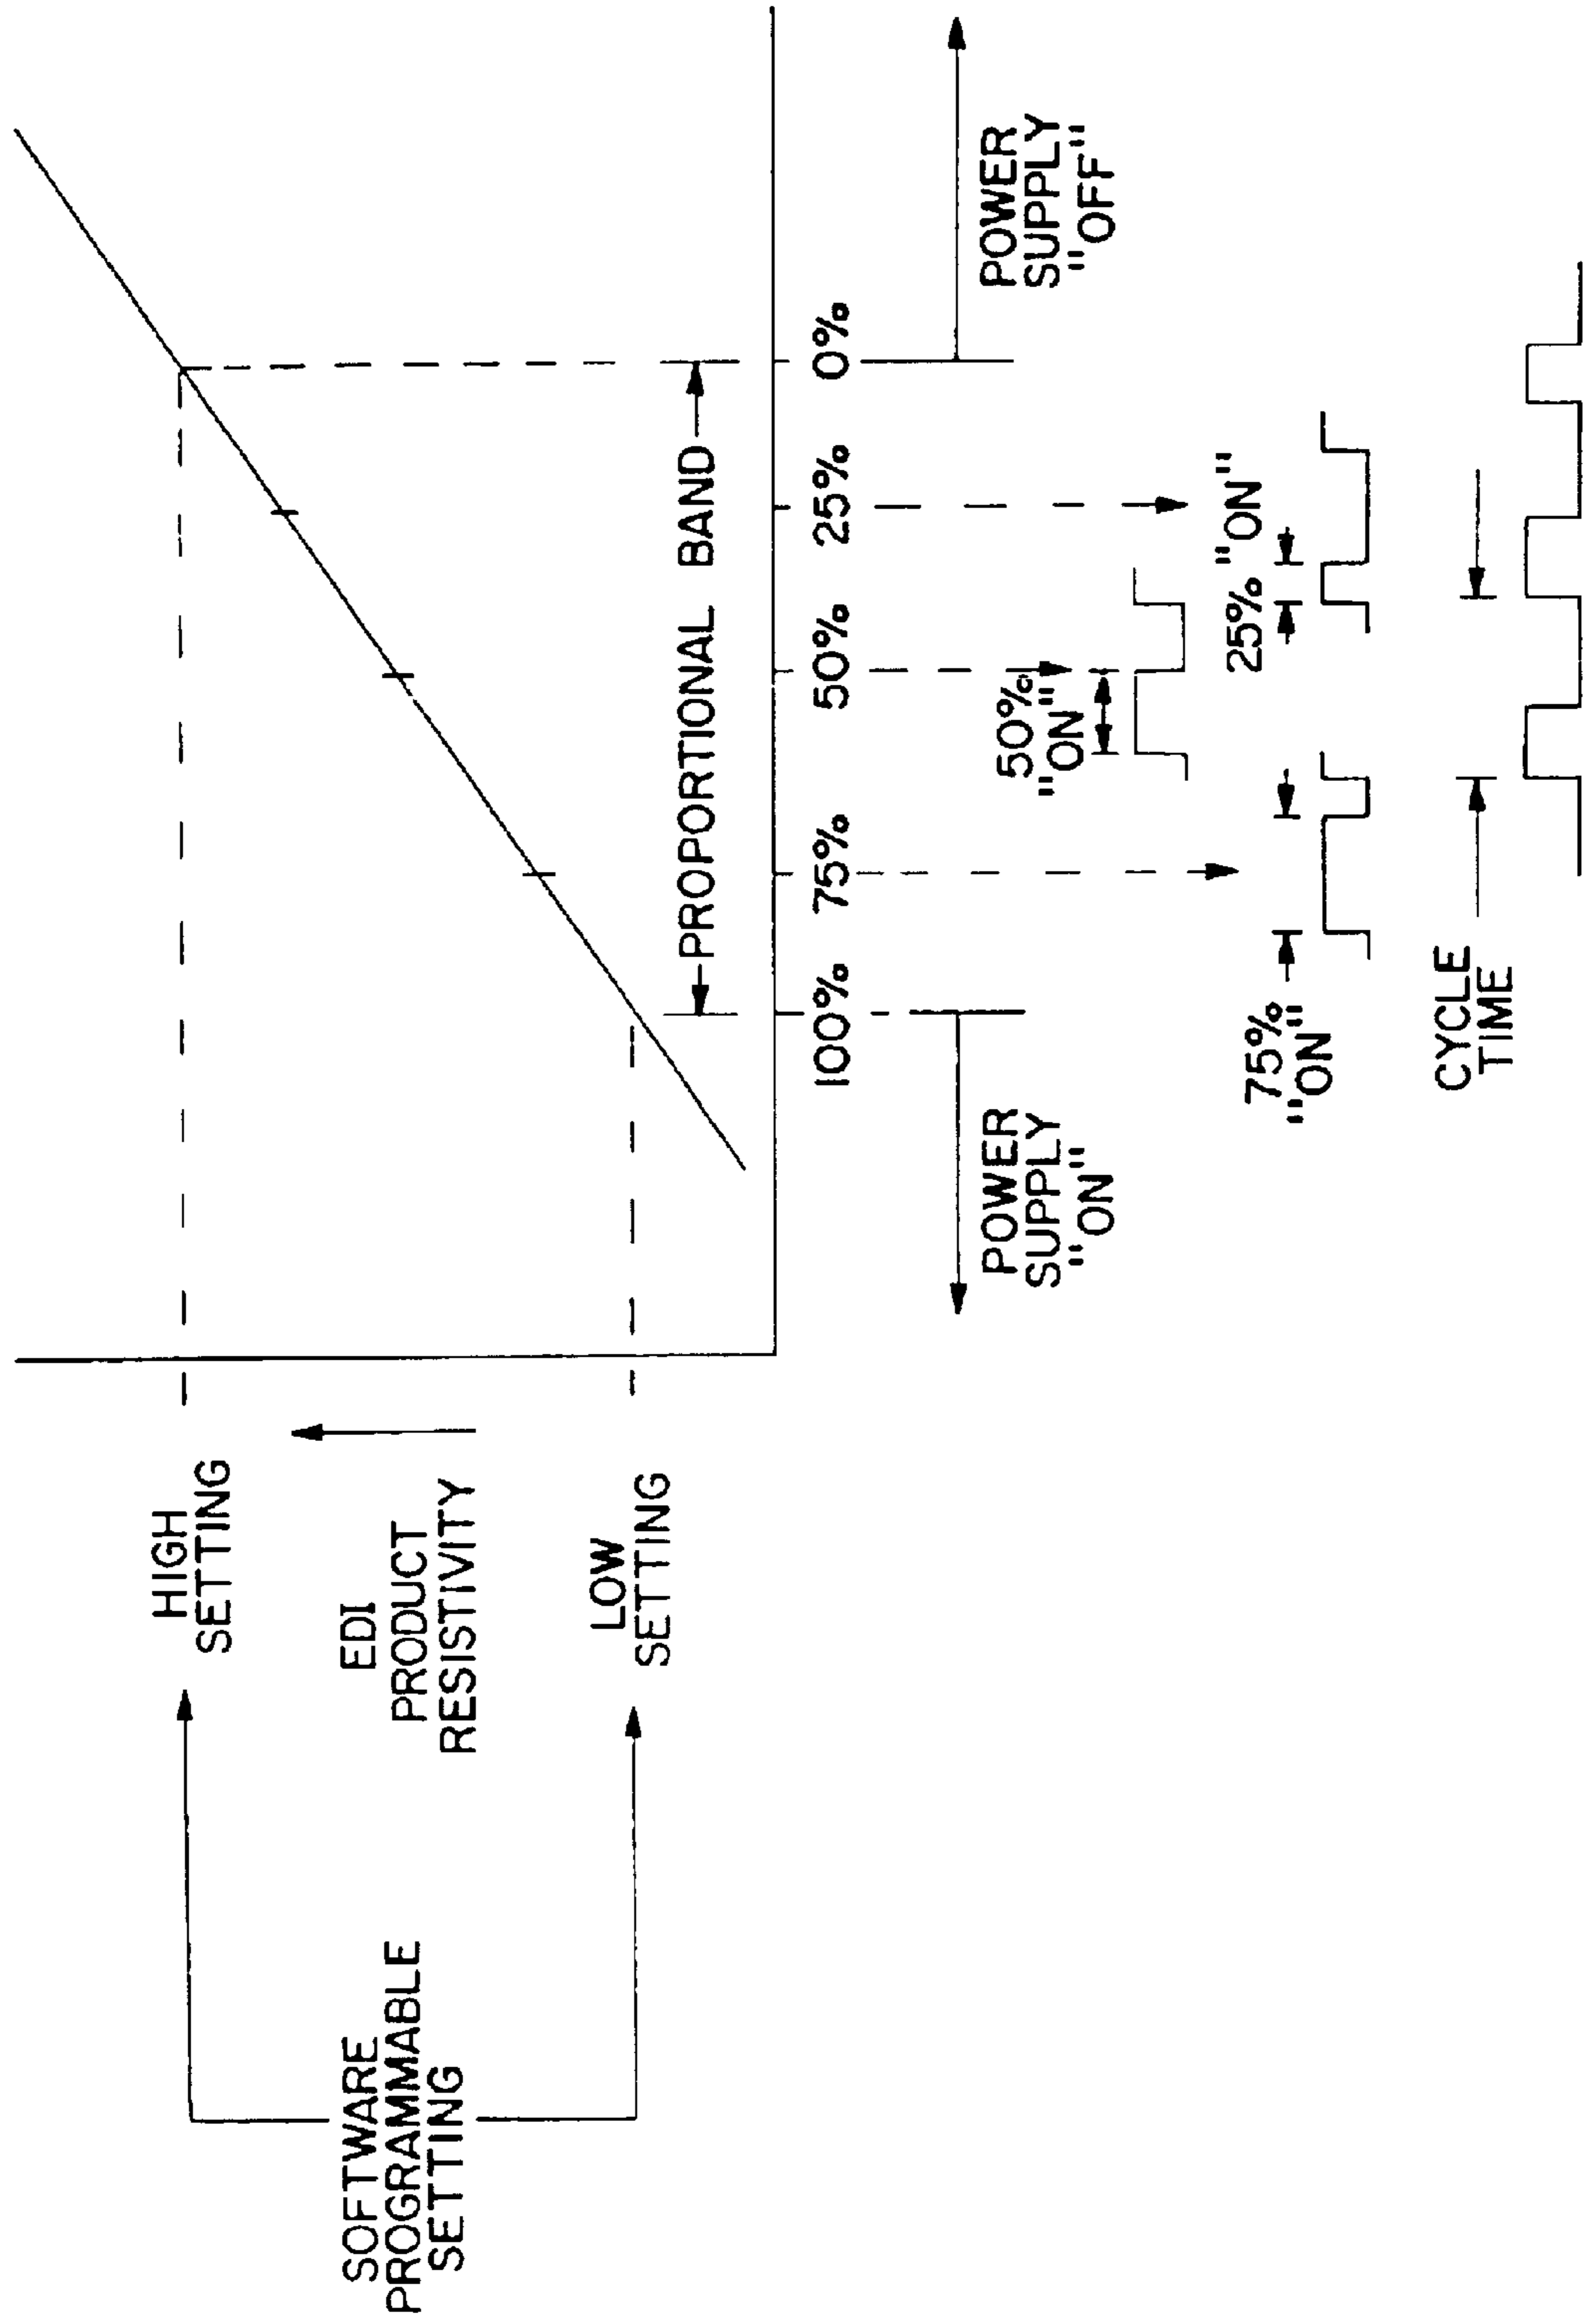 SOFTWARE
PROGRAMMABLE
SETTING
HIGH
SETTING
EDI
PRODUCT
RESISTIVITY
LOW
SETTING
PROPORTIONAL BAND
100% 75% 50% 25% 0%
POWER
SUPPLY
"ON"
POWER
SUPPLY
"OFF"
50%
"ON"
75%
"ON"
25% "ON"
CYCLE
TIME